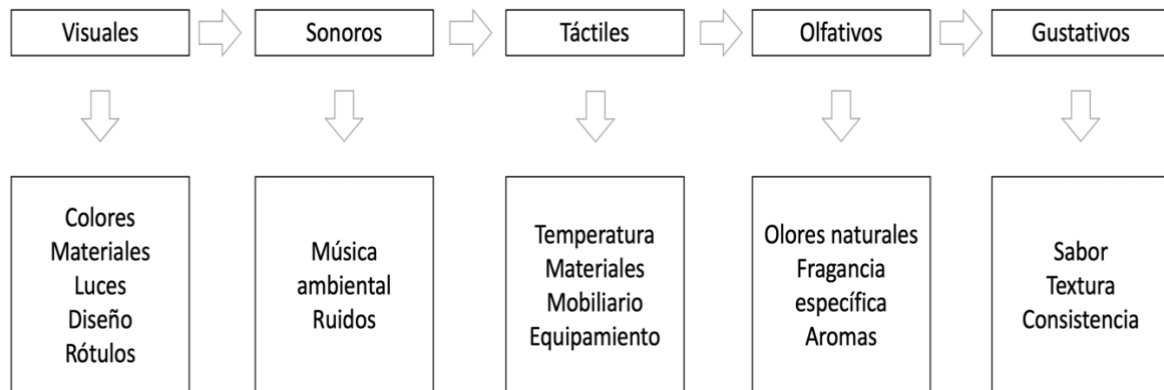 Visuales
Sonoros
Táctiles
Olfativos
Gustativos
Colores
Materiales
Luces
Diseño
Rótulos
Música
ambiental
Ruidos
Temperatura
Materiales
Mobiliario
Equipamiento
Olores naturales
Fragancia
específica
Aromas
Sabor
Textura
Consistencia